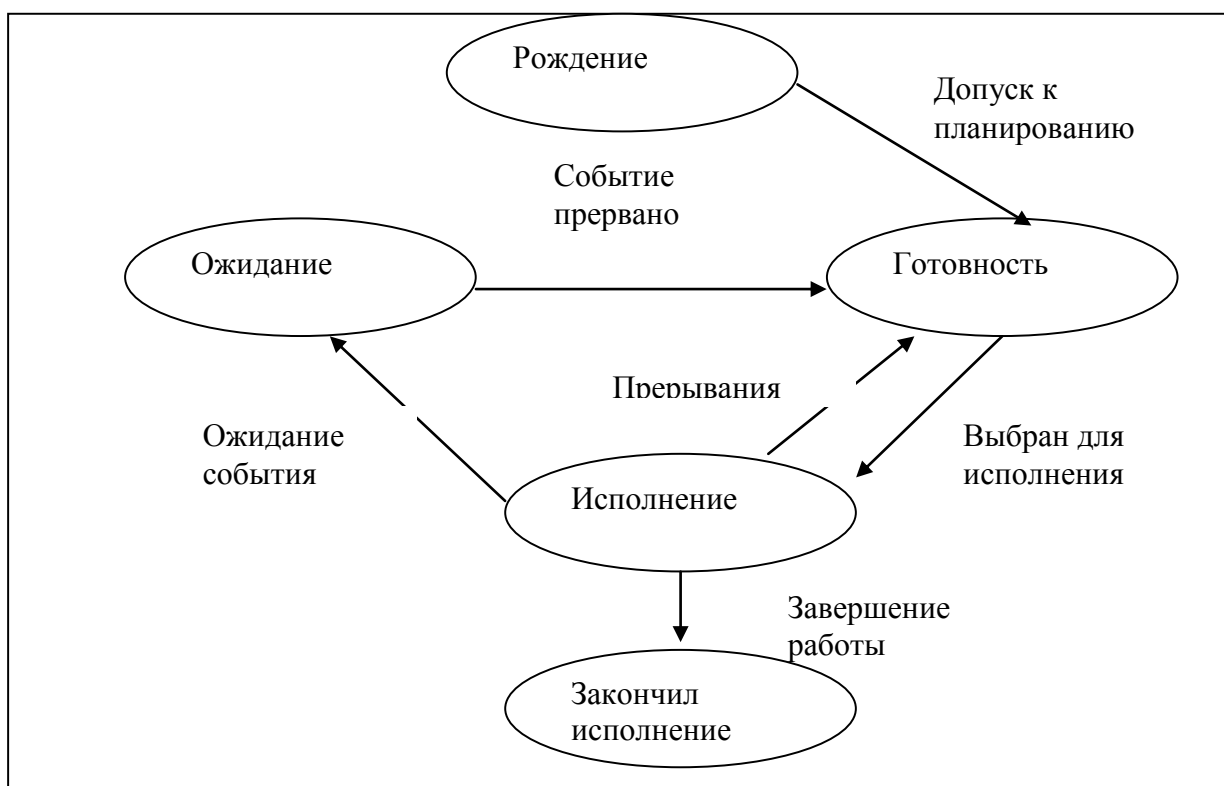 Рождение
Допуск к
планированию
Событие
прервано
Ожидание
Готовность
Прерывания
Ожидание
события
Выбран для
исполнения
Исполнение
Завершение
работы
Закончил
исполнение